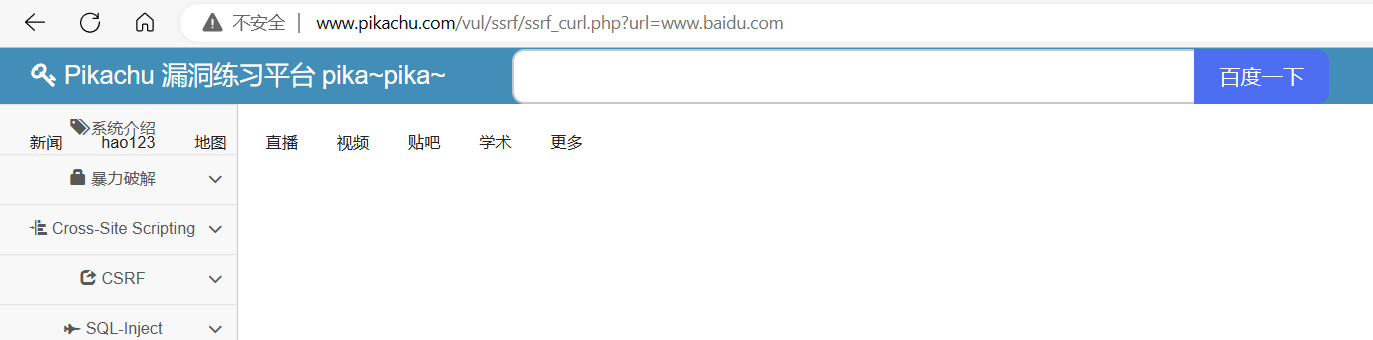 不安全 www.pikachu.com/vul/ssrf/ssrf_curl.php?url=www.baidu.com
Pikachu 漏洞练习平台 pika~pika~ 百度一下
系统介绍
新闻 hao123 地图 直播 视频 贴吧 学术 更多
暴力破解
Cross-Site Scripting
CSRF
SQL-Inject